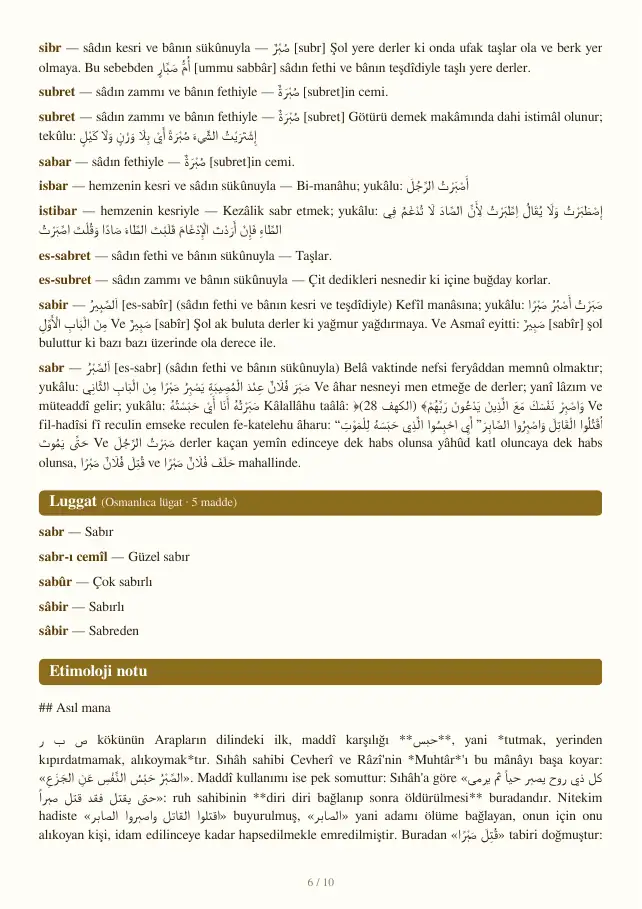 sibr — sâdın kesri ve bânın sükûnuyla — صُبْرٌ [subr] Şol yere derler ki onda ufak taşlar ola ve berk yer
olmaya. Bu sebebden أُمُّ صَبَّارٍ [ummu sabbâr] sâdın fethi ve bânın teşdîdiyle taşlı yere derler.
subret — sâdın zammı ve bânın fethiyle — صُبْرَةٌ [subret]in cemi.
subret — sâdın zammı ve bânın fethiyle — صُبْرَةٌ [subret] Götürü demek makâmında dahi istimâl olunur;
tekûlu: إِشْتَرَيْتُ الشَّيْءَ صُبْرَةً أَيْ بِلَا وَزْنٍ وَلَا كَيْلٍ
sabar — sâdın fethiyle — صُبْرَةٌ [subret]in cemi.
isbar — hemzenin kesri ve sâdın sükûnuyla — Bi-manâhu; yukâlu: أَصْبَرْتُ الرَّجُلَ
istibar — hemzenin kesriyle — Kezâlik sabr etmek; yukâlu: إِصْطَبَرْتُ وَلَا يُقَالُ إِطَّبَرْتُ لِأَنَّ الصَّادَ لَا تُدْغَمُ فِي
الطَّاءِ فَإِنْ أَرَدْتَ الْإِدْغَامَ قَلَبْتَ الطَّاءَ صَادًا وَقُلْتَ اصَّبَرْتُ
es-sabret — sâdın fethi ve bânın sükûnuyla — Taşlar.
es-subret — sâdın zammı ve bânın sükûnuyla — Çit dedikleri nesnedir ki içine buğday korlar.
sabir — اَلصَّبِيرُ [es-sabîr] (sâdın fethi ve bânın kesri ve teşdîdiyle) Kefîl manâsına; yukâlu: صَبَرْتُ أَصْبُرُ صَبْرًا
مِنَ الْبَابِ الْأَوَّلِ Ve صَبِيرٌ [sabîr] Şol ak buluta derler ki yağmur yağdırmaya. Ve Asmaî eyitti: صَبِيرٌ [sabîr] şol
buluttur ki bazı bazı üzerinde ola derece ile.
sabr — اَلصَّبْرُ [es-sabr] (sâdın fethi ve bânın sükûnuyla) Belâ vaktinde nefsi feryâddan memnû olmaktır;
yukâlu: صَبَرَ فُلَانٌ عِنْدَ الْمُصِيبَةِ يَصْبِرُ صَبْرًا مِنَ الْبَابِ الثَّانِي Ve âhar nesneyi men etmeğe de derler; yanî lâzım ve
müteaddî gelir; yukâlu: صَبَرْتُهُ أَنَا أَيْ حَبَسْتُهُ Kâlallâhu taâlâ: ﴿وَاصْبِرْ نَفْسَكَ مَعَ الَّذِينَ يَدْعُونَ رَبَّهُمْ﴾ (الكهف 28) Ve
fil-hadîsi fî reculin emseke reculen fe-katelehu âharu: “أُقْتُلُوا الْقَاتِلَ وَاصْبِرُوا الصَّابِرَ” أَيِ احْبِسُوا الَّذِي حَبَسَهُ لِلْمَوْتِ
حَتَّى يَمُوتَ Ve صَبَرْتُ الرَّجُلَ derler kaçan yemîn edinceye dek habs olunsa yâhûd katl oluncaya dek habs
olunsa, قُتِلَ فُلَانٌ صَبْرًا ve حَلَفَ فُلَانٌ صَبْرًا mahallinde.
Luggat (Osmanlıca lügat · 5 madde)
sabr — Sabır
sabr-ı cemîl — Güzel sabır
sabûr — Çok sabırlı
sâbir — Sabırlı
sâbir — Sabreden
Etimoloji notu
## Asıl mana
ص ب ر kökünün Arapların dilindeki ilk, maddî karşılığı **حبس**, yani *tutmak, yerinden
kıpırdatmamak, alıkoymak*tır. Sıhâh sahibi Cevherî ve Râzî'nin *Muhtâr*'ı bu mânâyı başa koyar:
«الصَّبْرُ حَبْسُ النَّفْسِ عَنِ الْجَزَعِ». Maddî kullanımı ise pek somuttur: Sıhâh'a göre «كل ذي روح يصبر حياً ثم يرمى
حتى يقتل فقد قتل صبراً»: ruh sahibinin **diri diri bağlanıp sonra öldürülmesi** buradandır. Nitekim
hadiste «اقتلوا القاتل واصبروا الصابر» buyurulmuş, «الصابر» yani adamı ölüme bağlayan, onun için onu
alıkoyan kişi, idam edilinceye kadar hapsedilmekle emredilmiştir. Buradan «قُتِلَ صَبْرًا» tabiri doğmuştur:
6 / 10